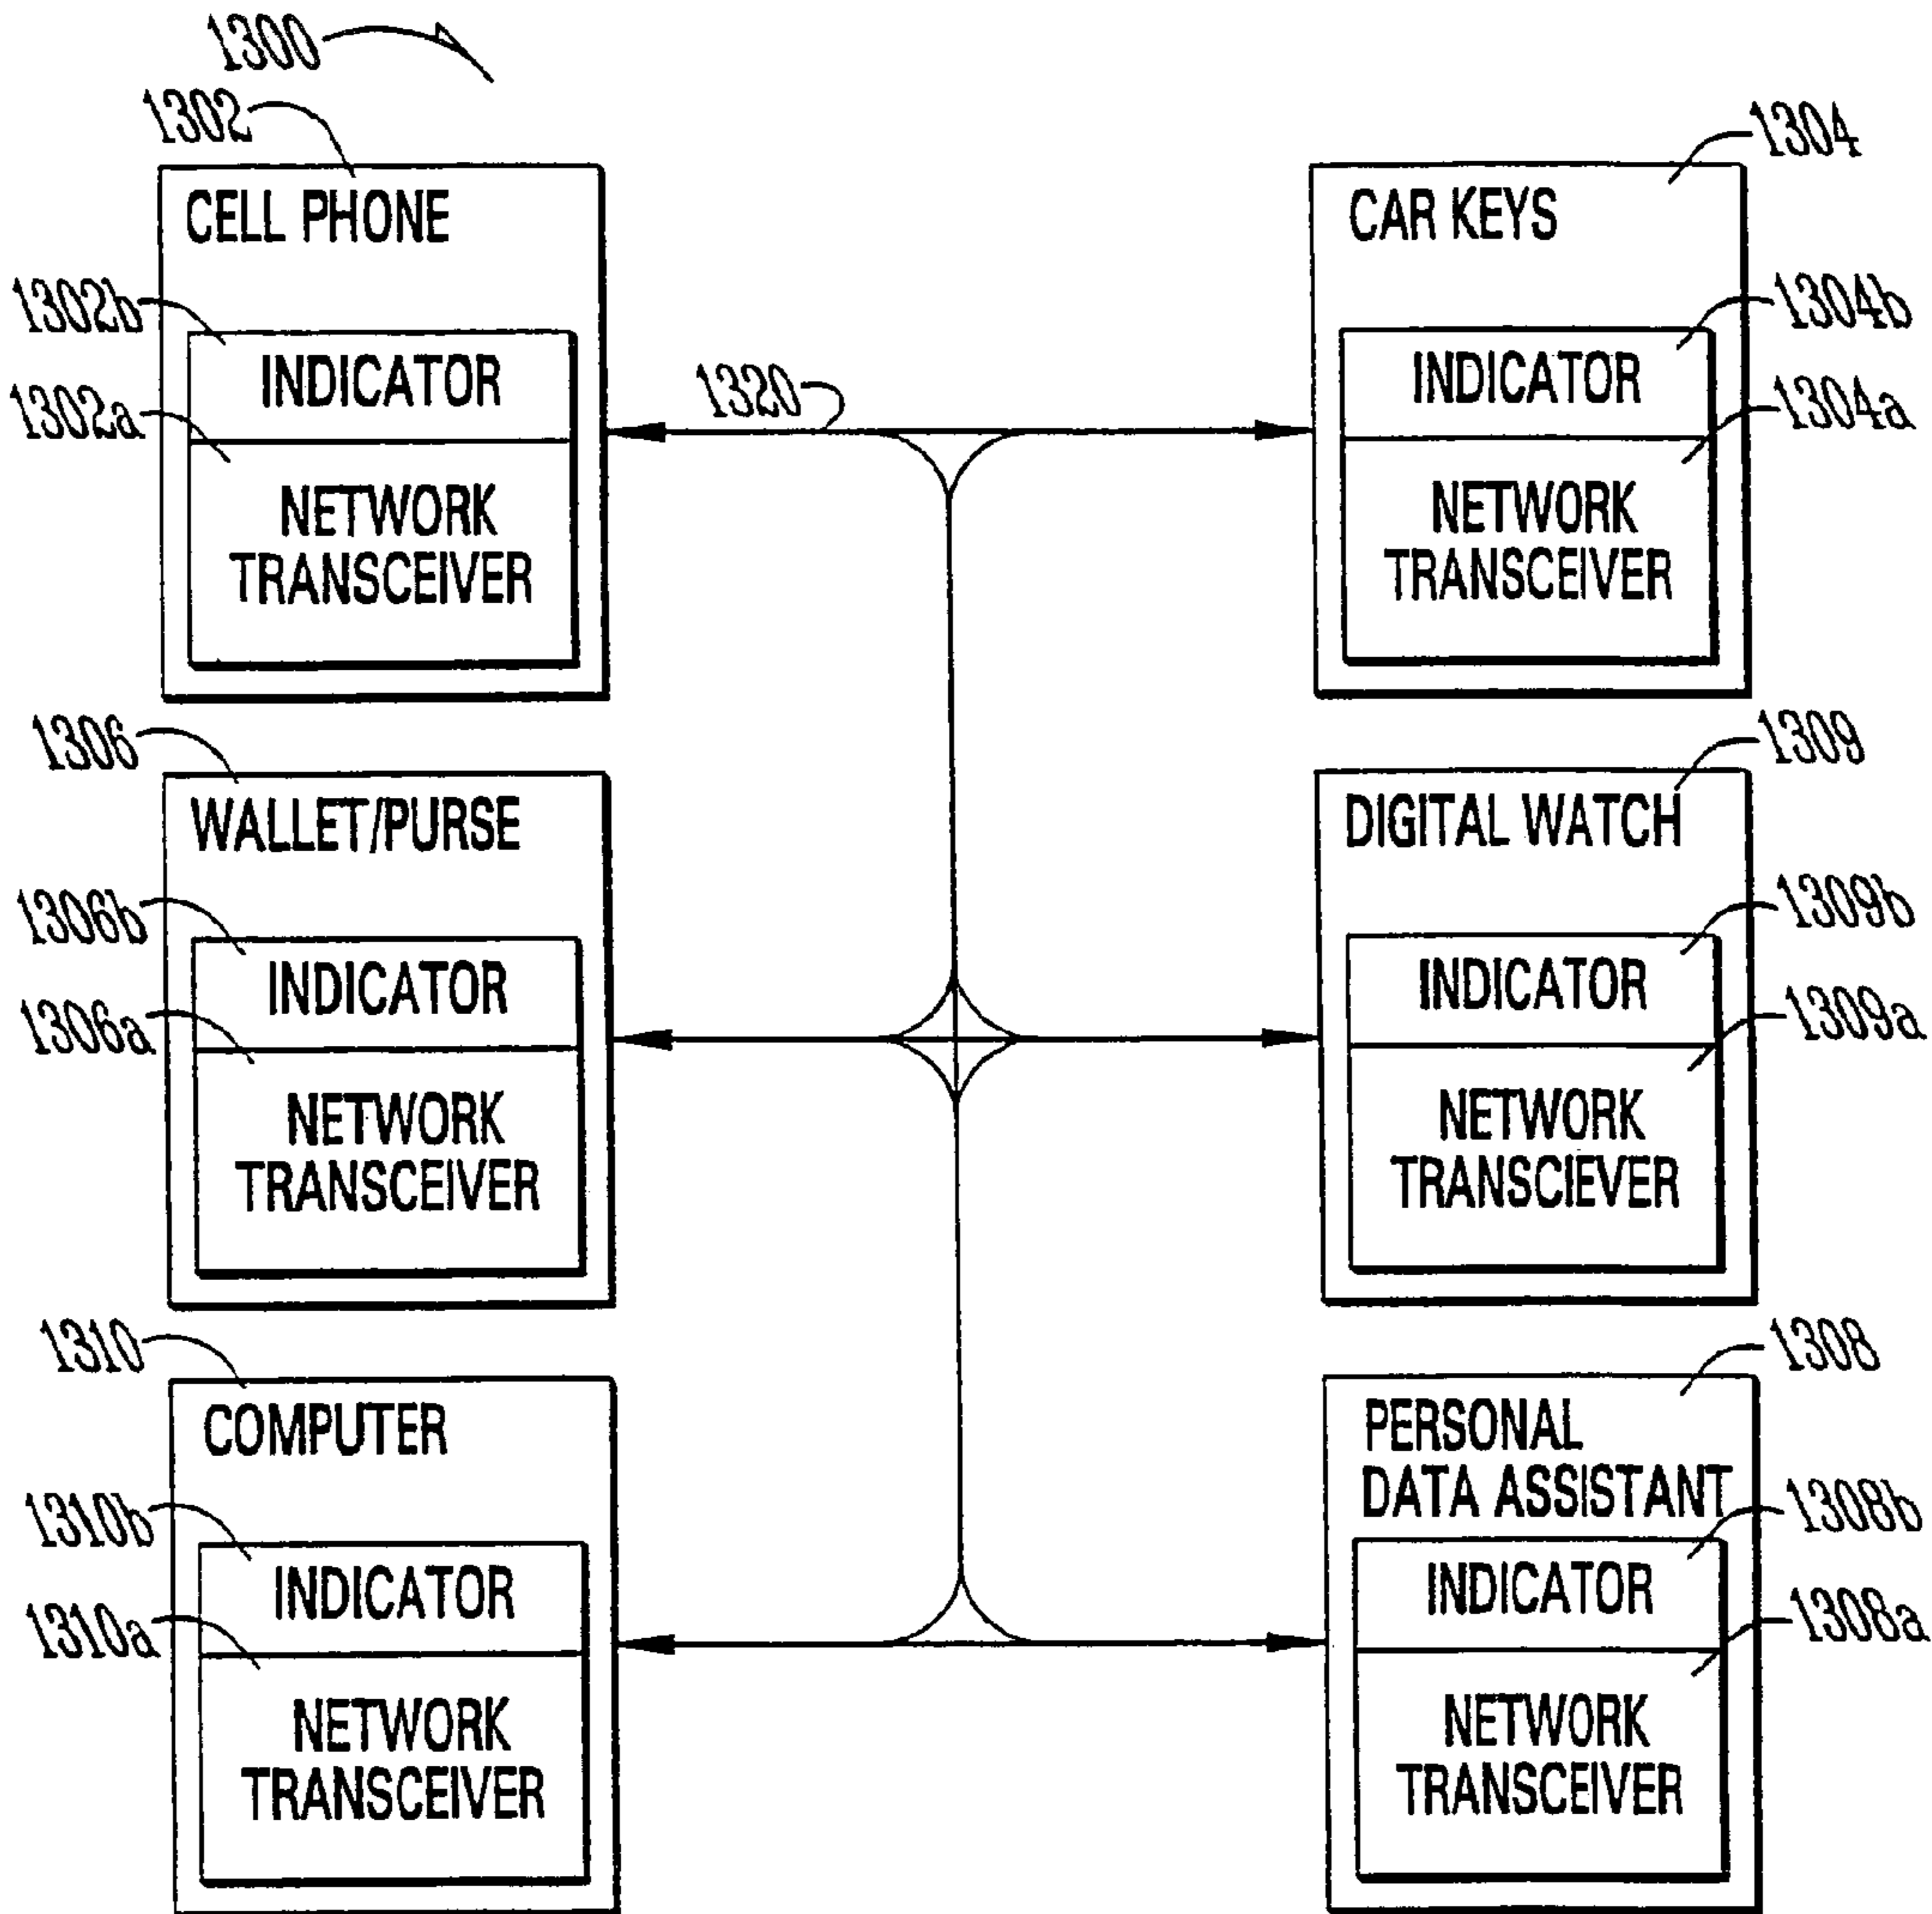 1300
1302
CELL PHONE
1302b
INDICATOR
1302a
NETWORK
TRANSCEIVER
1320
1304
CAR KEYS
1304b
INDICATOR
1304a
NETWORK
TRANSCEIVER
1306
WALLET/PURSE
1306b
INDICATOR
1306a
NETWORK
TRANSCEIVER
1309
DIGITAL WATCH
1309b
INDICATOR
1309a
NETWORK
TRANSCIEVER
1310
COMPUTER
1310b
INDICATOR
1310a
NETWORK
TRANSCEIVER
1308
PERSONAL
DATA ASSISTANT
1308b
INDICATOR
1308a
NETWORK
TRANSCEIVER